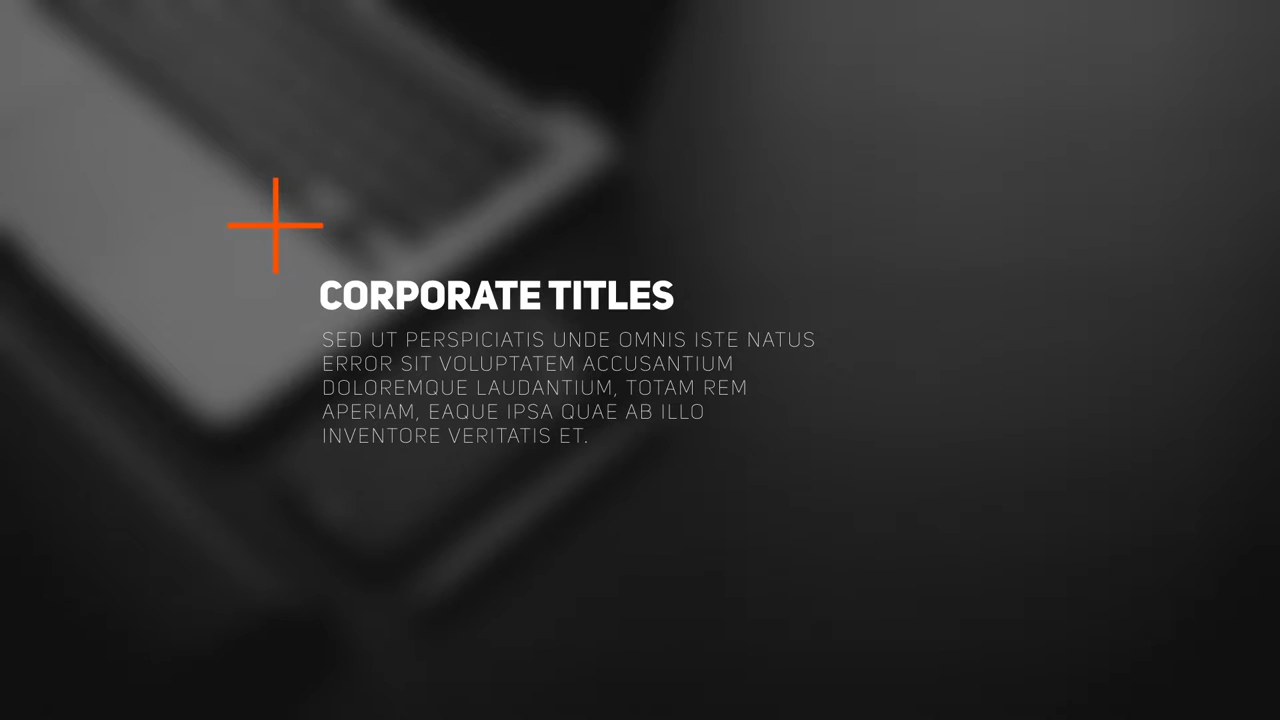 CORPORATE TITLES
SED UT PERSPICIATIS UNDE OMNIS ISTE NATUS
ERROR SIT VOLUPTATEM ACCUSANTIUM
DOLOREMQUE LAUDANTIUM, TOTAM REM
APERIAM, EAQUE IPSA QUAE AB ILLO
INVENTORE VERITATIS ET.